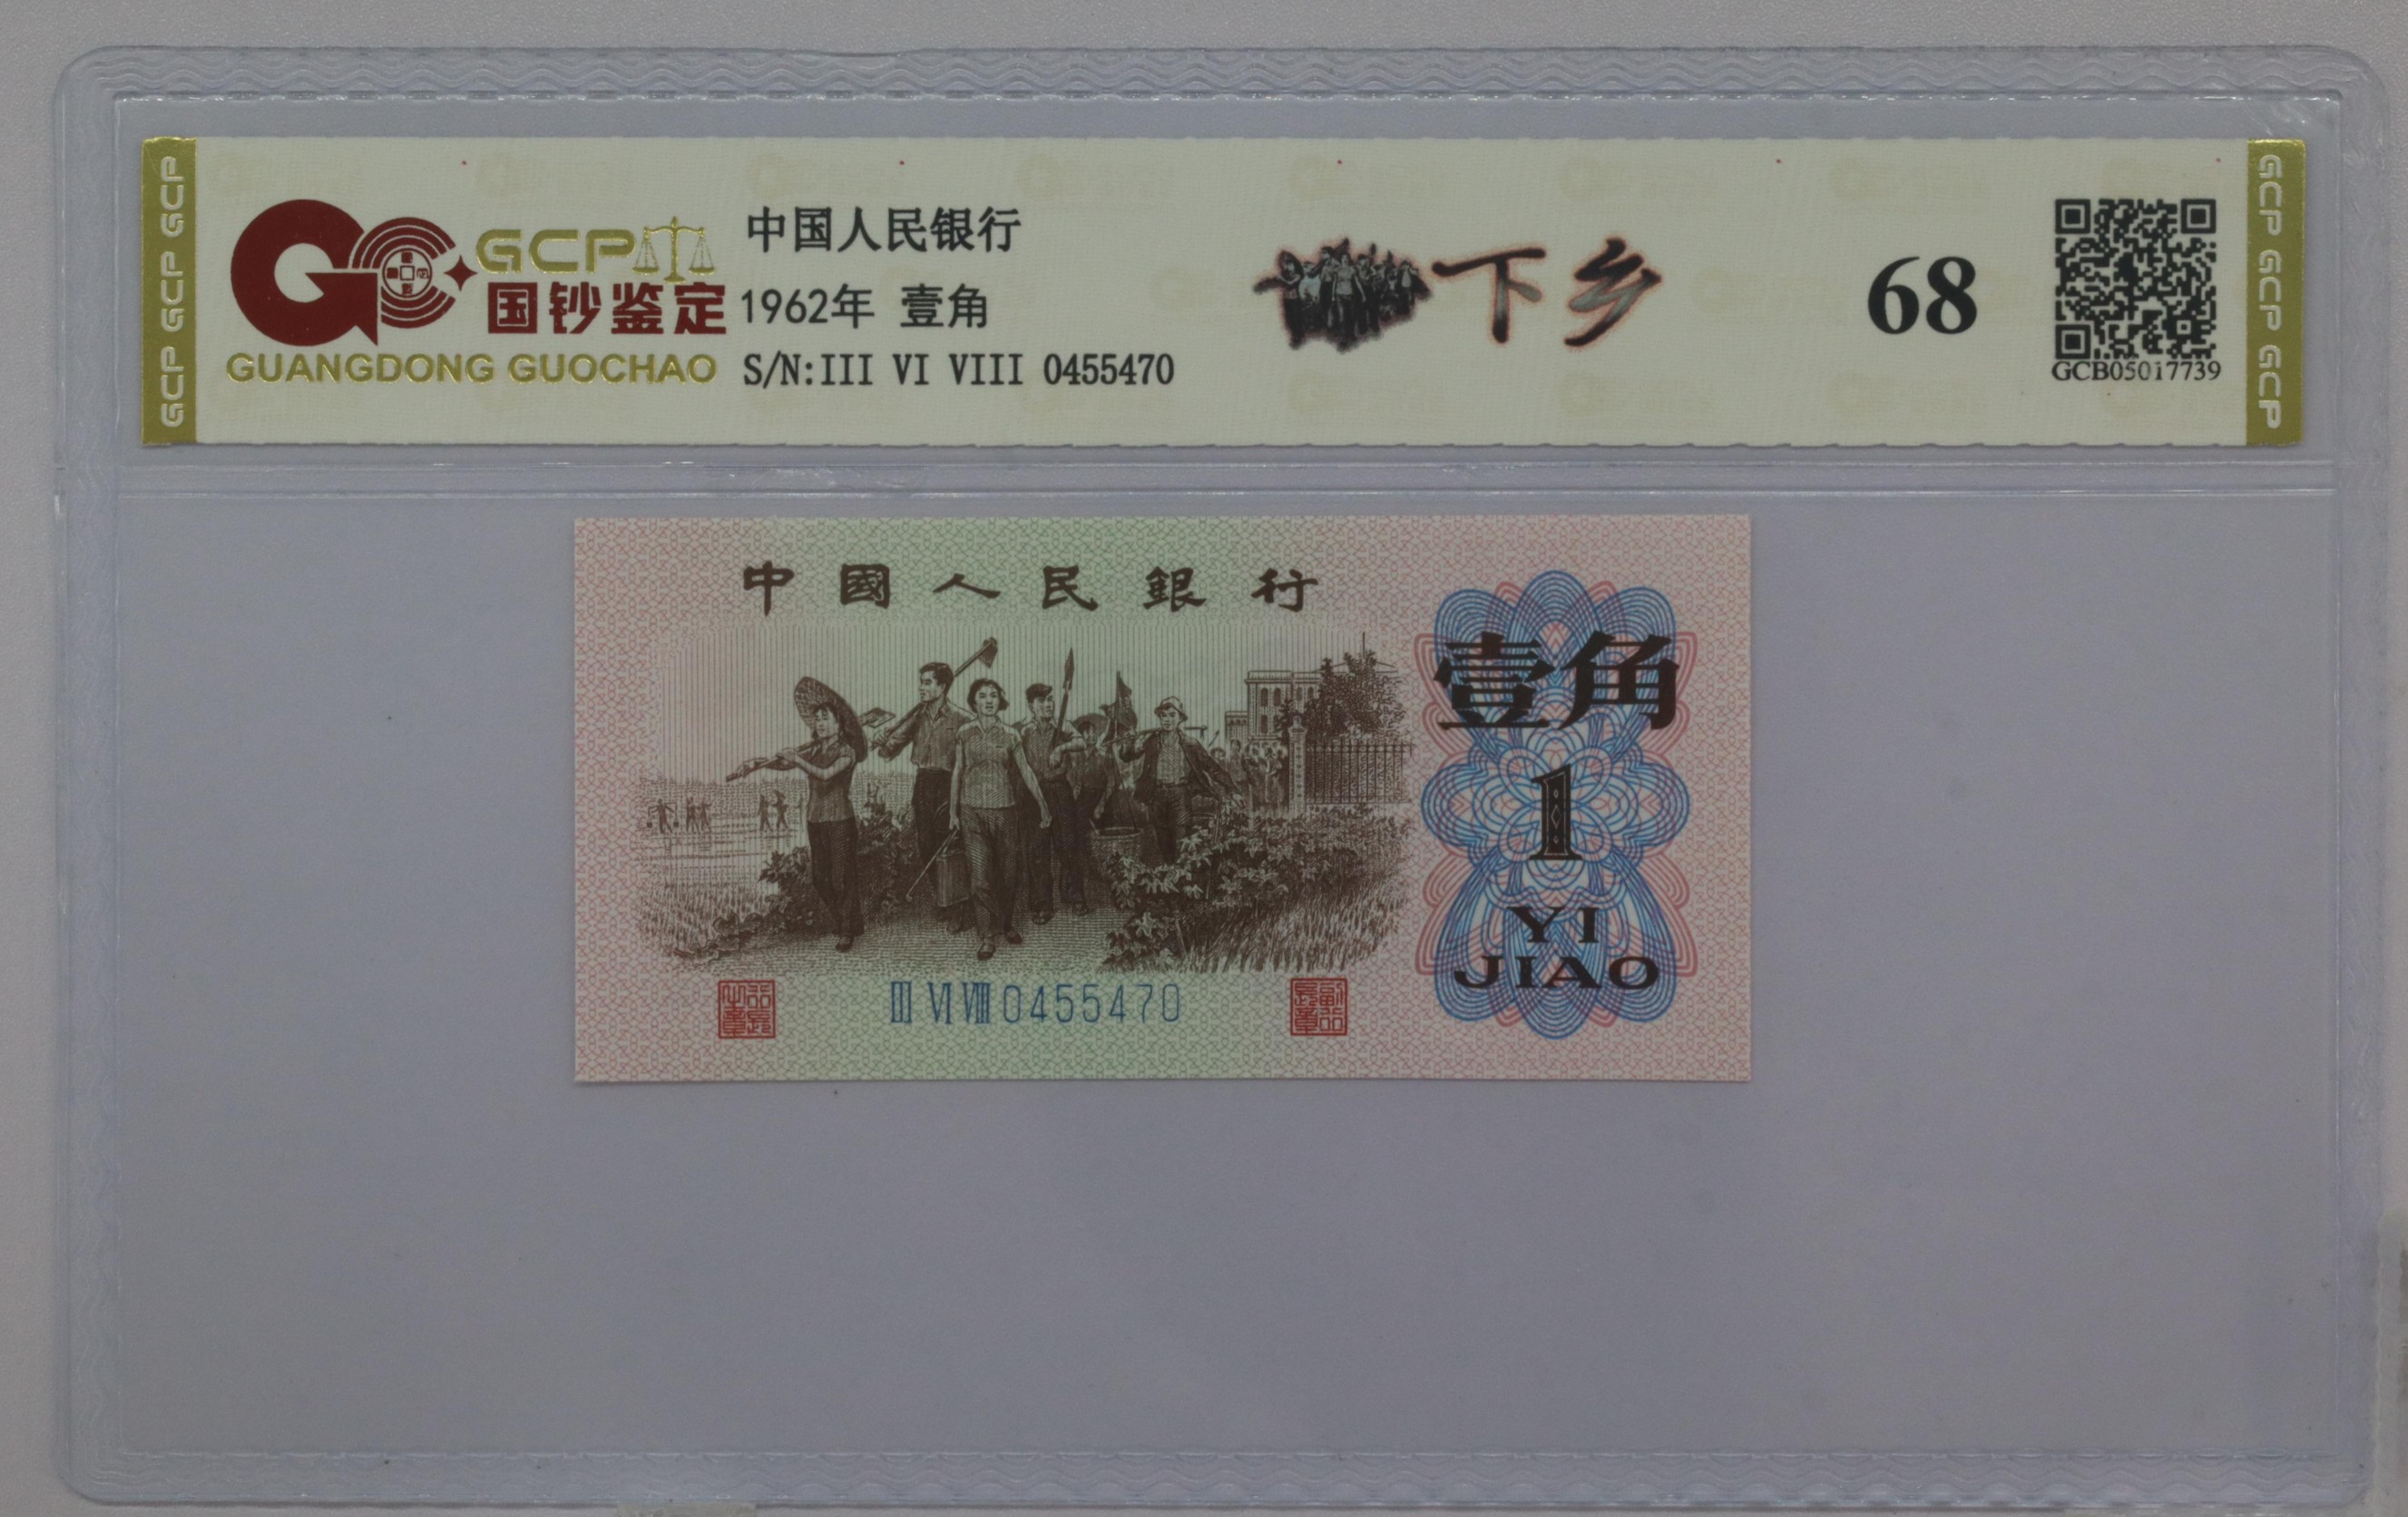 GCP GCP GCP
GCP
国钞鉴定
GUANGDONG GUOCHAO
中国人民银行
1962年 壹角
S/N:III VI VIII 0455470
下乡
68
GCB05017739
GCP GCP GCP
中國人民銀行
壹角
1
YI
JIAO
III VI VIII 0455470